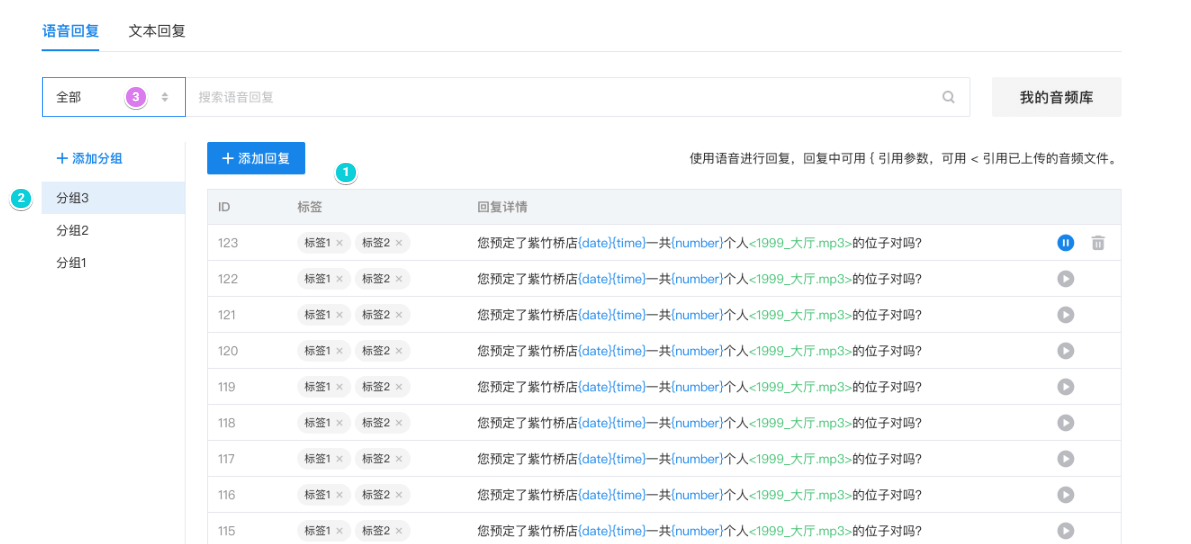 语音回复 文本回复
全部 3 搜索语音回复 我的音频库
+ 添加分组 + 添加回复 使用语音进行回复，回复中可用 { 引用参数，可用 < 引用已上传的音频文件。
1
2 分组3
分组2
分组1
ID 标签 回复详情
123 标签1 × 标签2 × 您预定了紫竹桥店{date}{time}一共{number}个人<1999_大厅.mp3>的位子对吗?
122 标签1 × 标签2 × 您预定了紫竹桥店{date}{time}一共{number}个人<1999_大厅.mp3>的位子对吗?
121 标签1 × 标签2 × 您预定了紫竹桥店{date}{time}一共{number}个人<1999_大厅.mp3>的位子对吗?
120 标签1 × 标签2 × 您预定了紫竹桥店{date}{time}一共{number}个人<1999_大厅.mp3>的位子对吗?
119 标签1 × 标签2 × 您预定了紫竹桥店{date}{time}一共{number}个人<1999_大厅.mp3>的位子对吗?
118 标签1 × 标签2 × 您预定了紫竹桥店{date}{time}一共{number}个人<1999_大厅.mp3>的位子对吗?
117 标签1 × 标签2 × 您预定了紫竹桥店{date}{time}一共{number}个人<1999_大厅.mp3>的位子对吗?
116 标签1 × 标签2 × 您预定了紫竹桥店{date}{time}一共{number}个人<1999_大厅.mp3>的位子对吗?
115 标签1 × 标签2 × 您预定了紫竹桥店{date}{time}一共{number}个人<1999_大厅.mp3>的位子对吗?